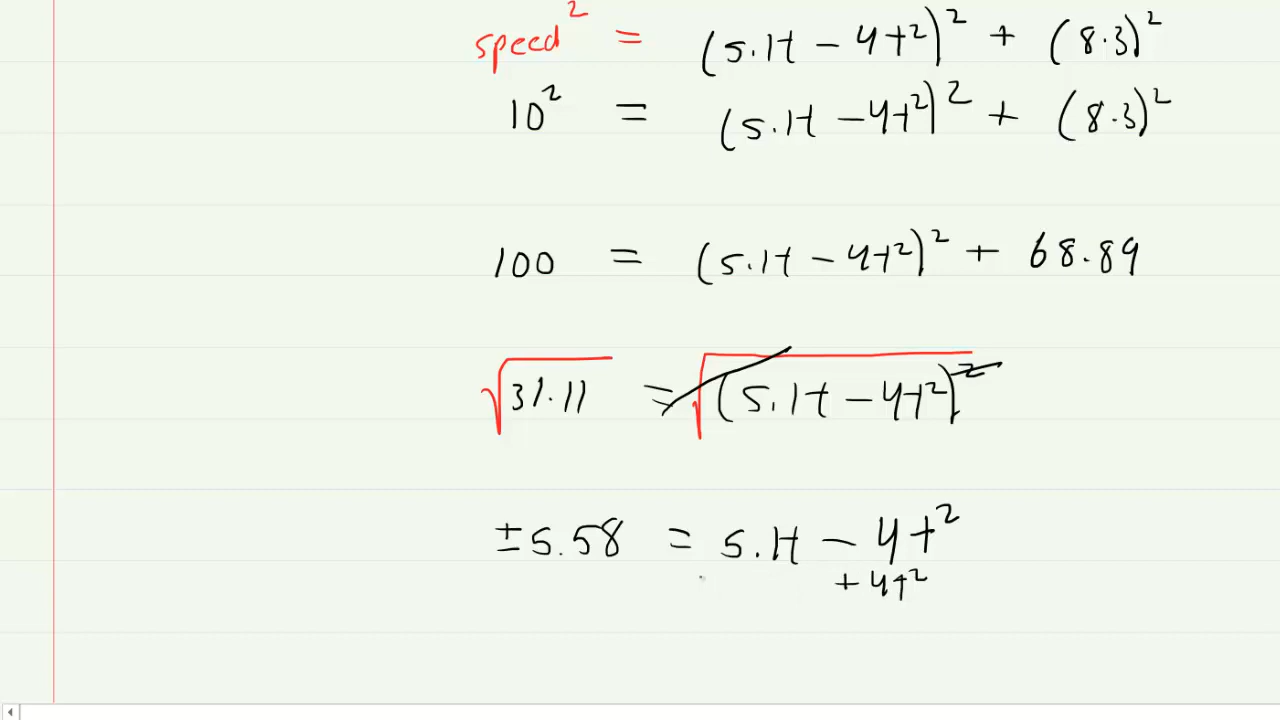 speed² = (5.1t − 4t²)² + (8.3)²
10² = (5.1t − 4t²)² + (8.3)²
100 = (5.1t − 4t²)² + 68.89
√31.11 = √(5.1t − 4t²)²
±5.58 = 5.1t − 4t²
+4t²